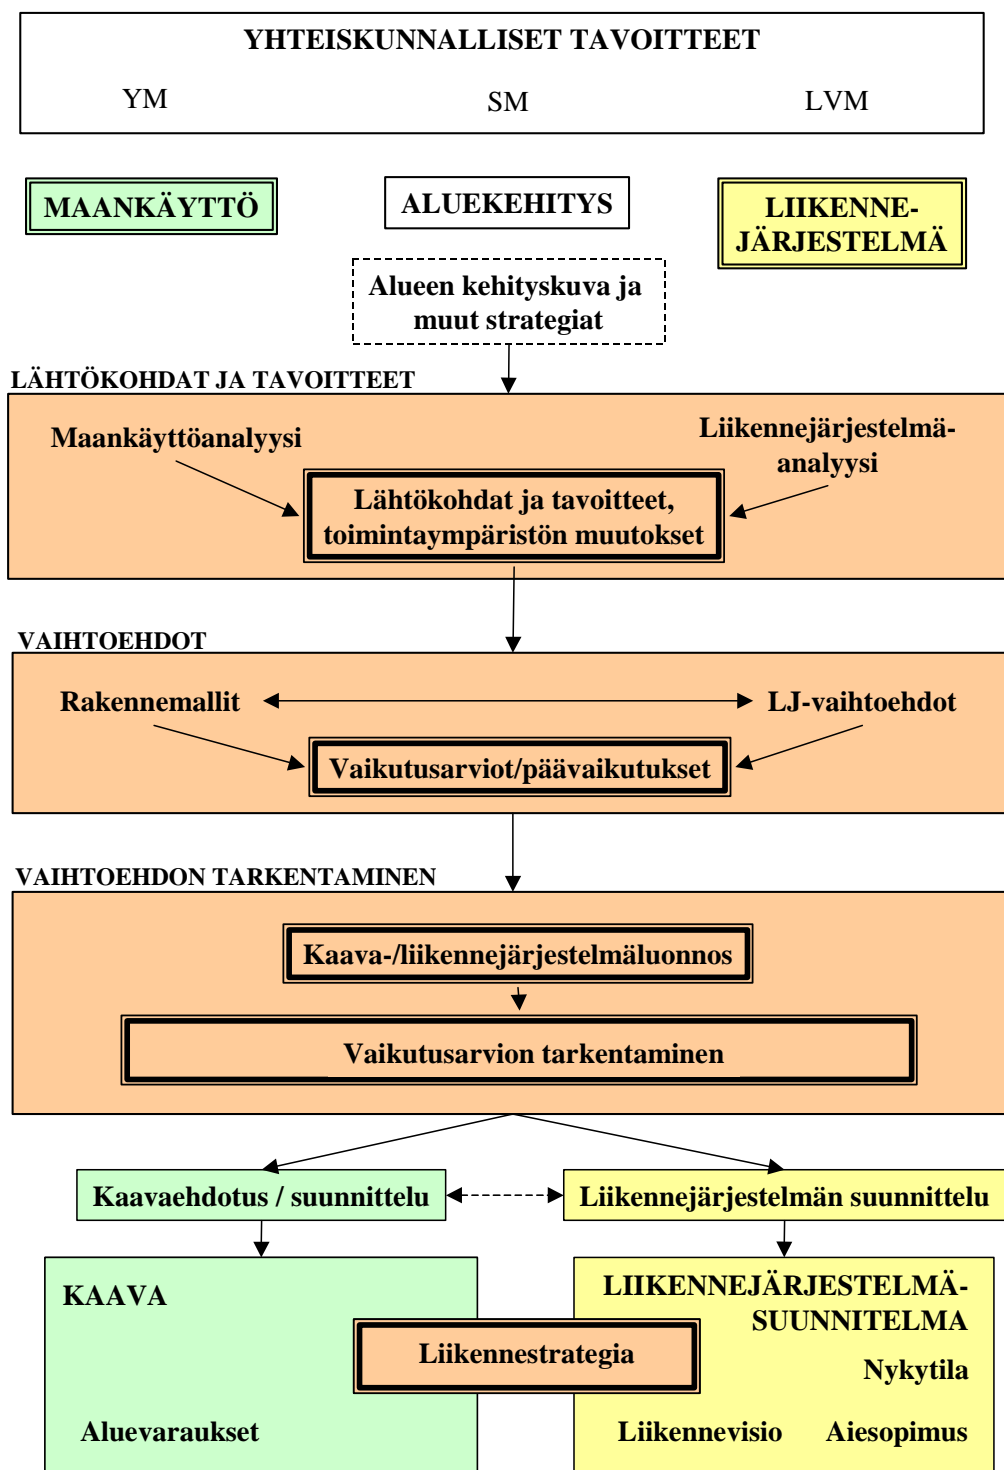 YHTEISKUNNALLISET TAVOITTEET
YM SM LVM
MAANKÄYTTÖ
ALUEKEHITYS
LIIKENNE-
JÄRJESTELMÄ
Alueen kehityskuva ja
muut strategiat
LÄHTÖKOHDAT JA TAVOITTEET
Maankäyttöanalyysi
Liikennejärjestelmä-
analyysi
Lähtökohdat ja tavoitteet,
toimintaympäristön muutokset
VAIHTOEHDOT
Rakennemallit
LJ-vaihtoehdot
Vaikutusarviot/päävaikutukset
VAIHTOEHDON TARKENTAMINEN
Kaava-/liikennejärjestelmäluonnos
Vaikutusarvion tarkentaminen
Kaavaehdotus / suunnittelu
Liikennejärjestelmän suunnittelu
KAAVA
LIIKENNEJÄRJESTELMÄ-
SUUNNITELMA
Liikennestrategia
Nykytila
Aluevaraukset
Liikennevisio
Aiesopimus